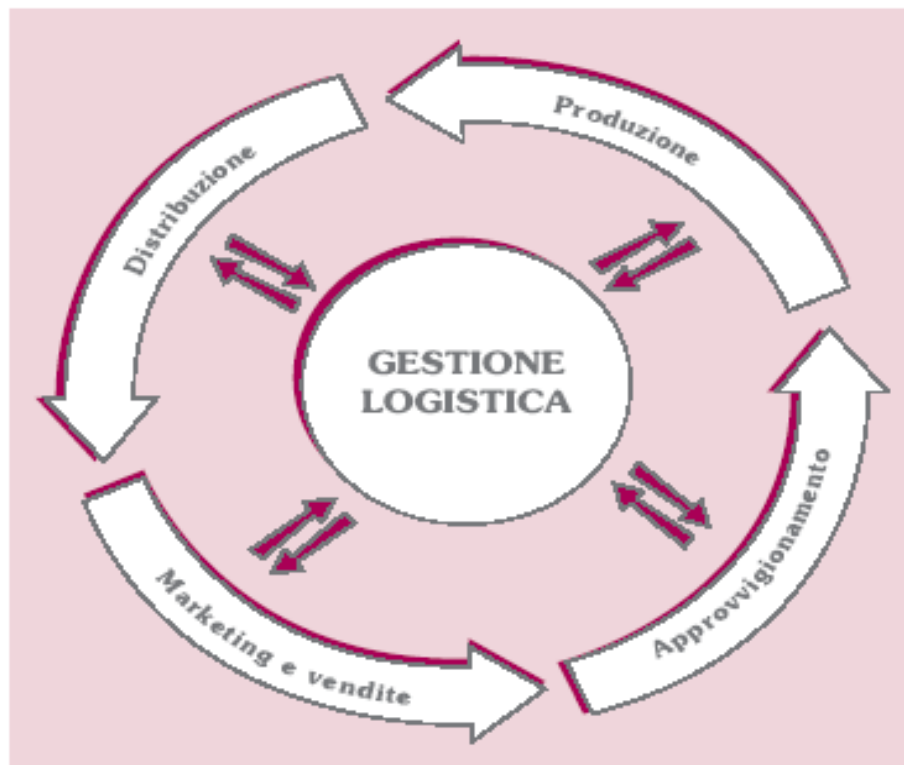 Produzione
Distribuzione
GESTIONE
LOGISTICA
Approvvigionamento
Marketing e vendite